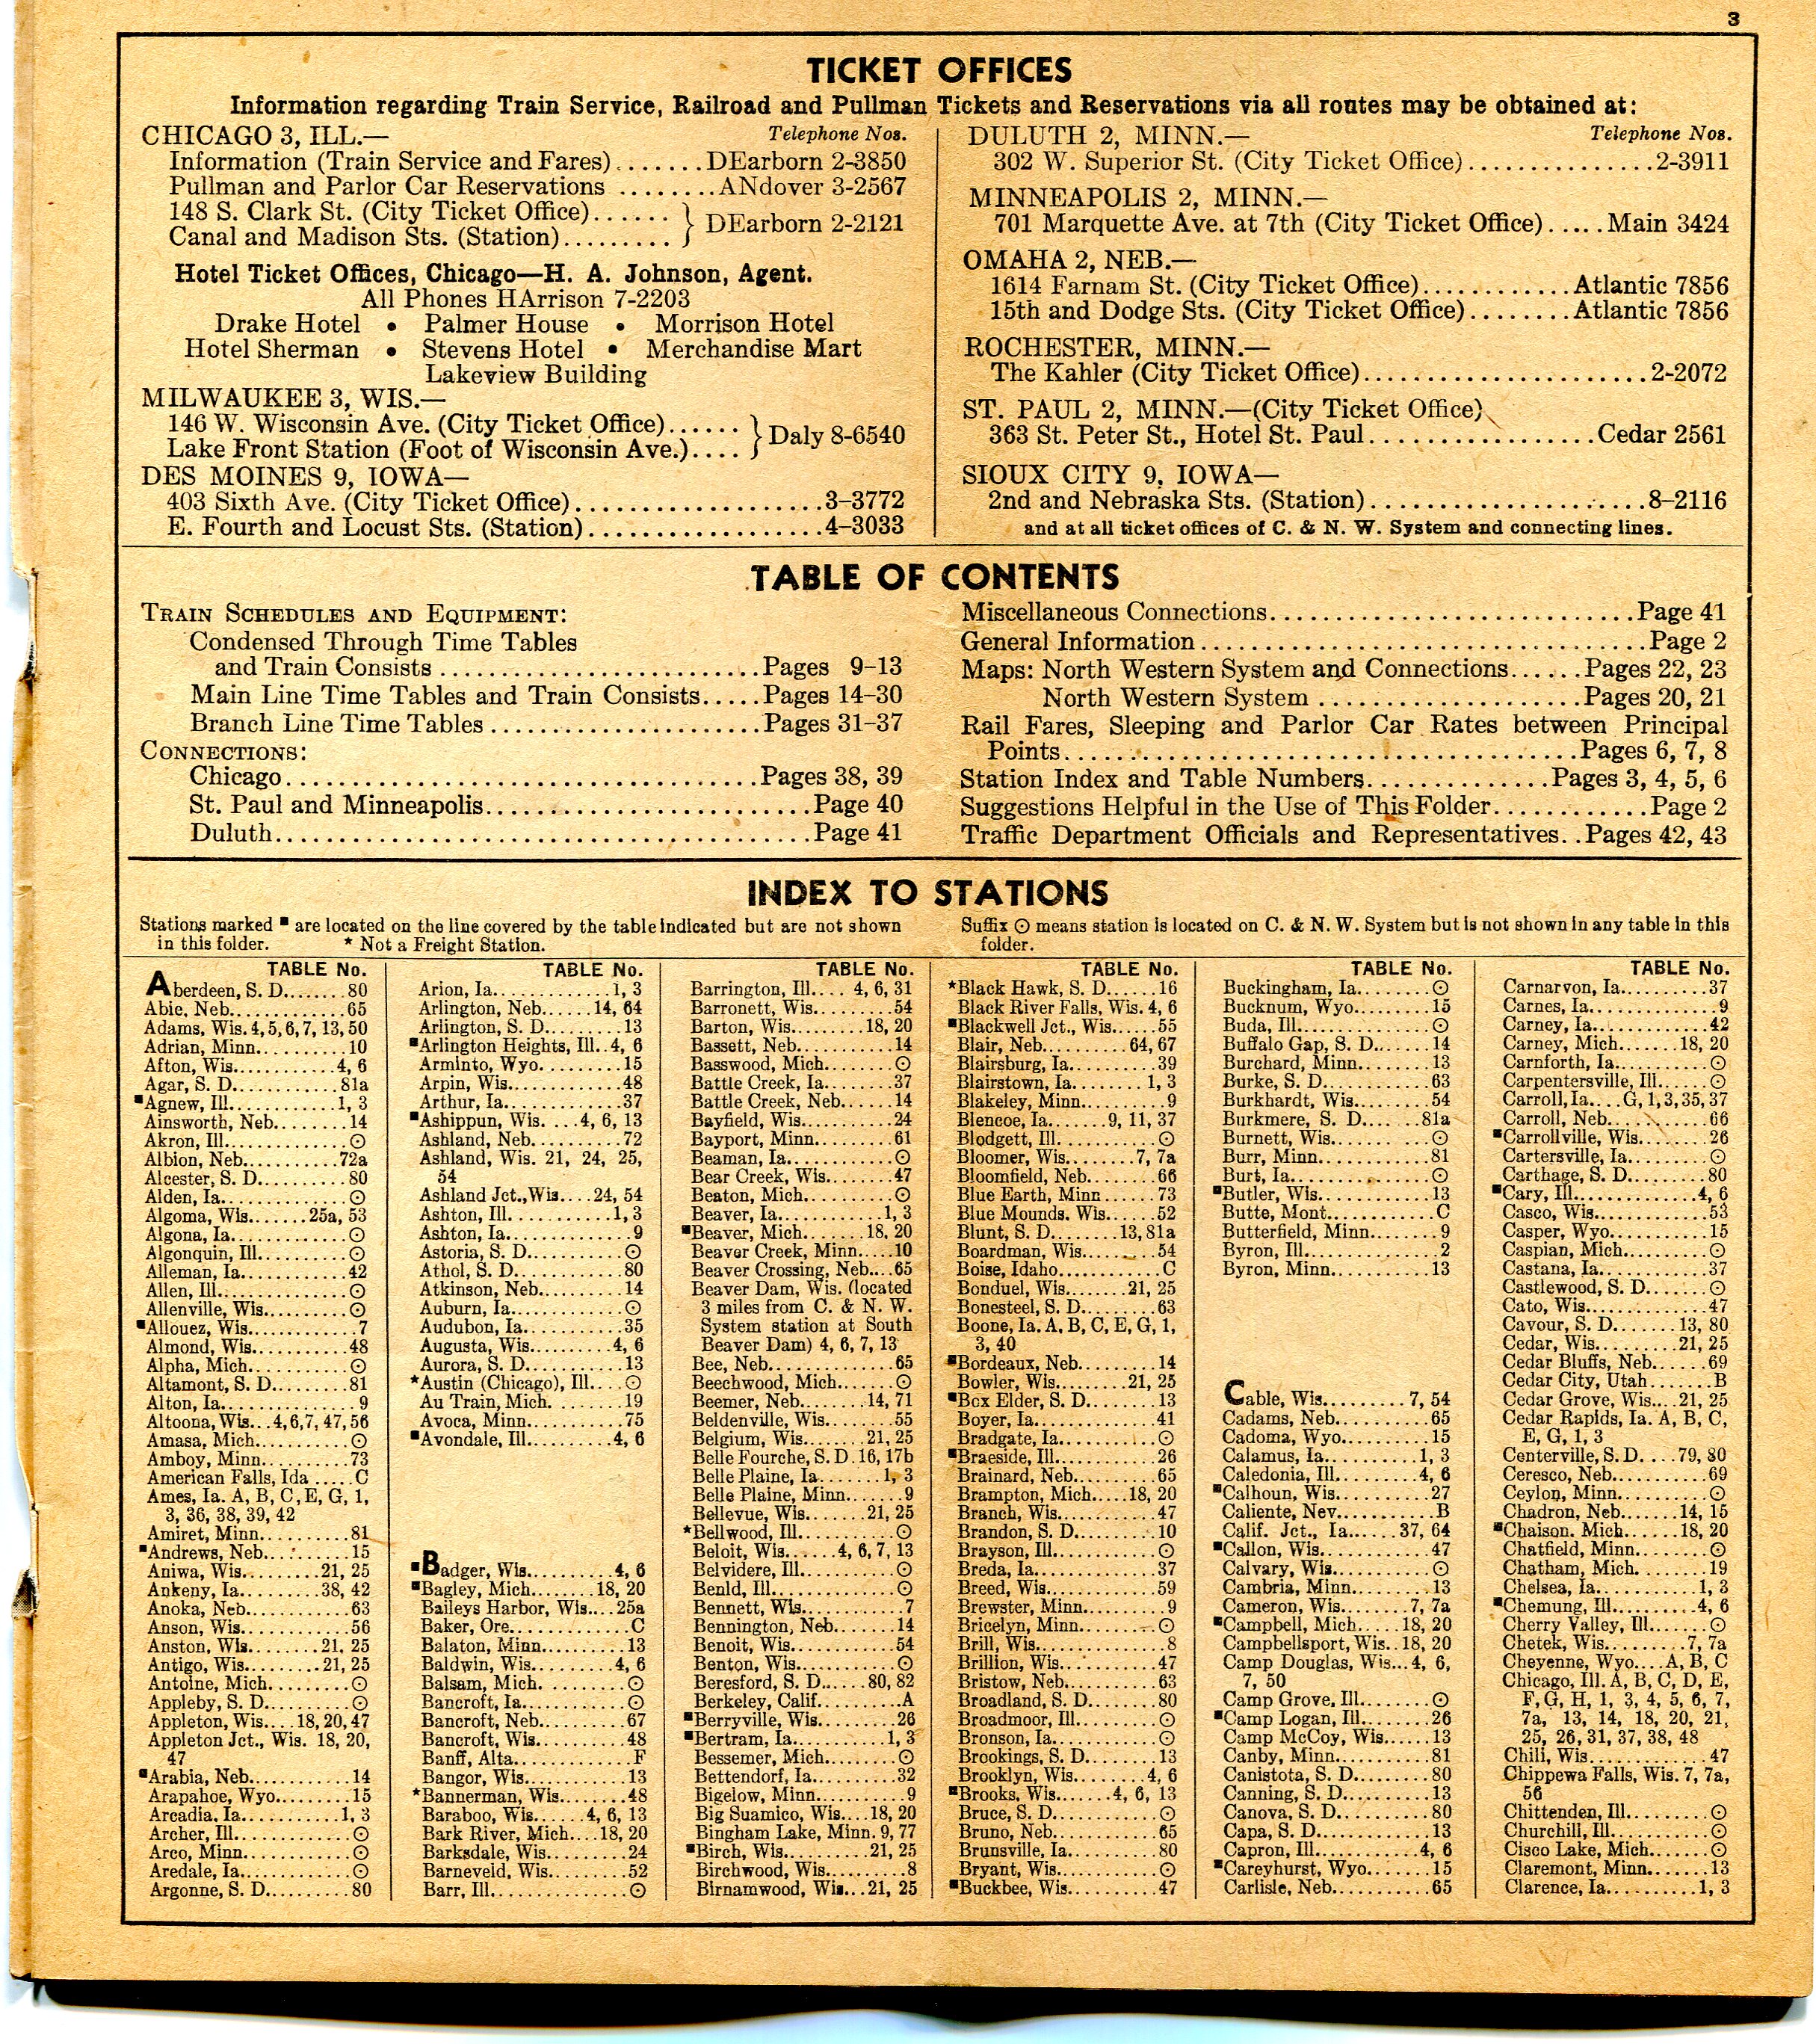 3
TICKET OFFICES
Information regarding Train Service, Railroad and Pullman Tickets and Reservations via all routes may be obtained at:
CHICAGO 3, ILL.— Telephone Nos.
Information (Train Service and Fares).......DEarborn 2-3850
Pullman and Parlor Car Reservations ........ANdover 3-2567
148 S. Clark St. (City Ticket Office)......
Canal and Madison Sts. (Station)......... } DEarborn 2-2121
Hotel Ticket Offices, Chicago—H. A. Johnson, Agent.
All Phones HArrison 7-2203
Drake Hotel • Palmer House • Morrison Hotel
Hotel Sherman • Stevens Hotel • Merchandise Mart
Lakeview Building
MILWAUKEE 3, WIS.—
146 W. Wisconsin Ave. (City Ticket Office)......
Lake Front Station (Foot of Wisconsin Ave.).... } Daly 8-6540
DES MOINES 9, IOWA—
403 Sixth Ave. (City Ticket Office)....................3-3772
E. Fourth and Locust Sts. (Station)...................4-3033
DULUTH 2, MINN.— Telephone Nos.
302 W. Superior St. (City Ticket Office)...............2-3911
MINNEAPOLIS 2, MINN.—
701 Marquette Ave. at 7th (City Ticket Office).....Main 3424
OMAHA 2, NEB.—
1614 Farnam St. (City Ticket Office)............Atlantic 7856
15th and Dodge Sts. (City Ticket Office)........Atlantic 7856
ROCHESTER, MINN.—
The Kahler (City Ticket Office).......................2-2072
ST. PAUL 2, MINN.—(City Ticket Office)
363 St. Peter St., Hotel St. Paul.................Cedar 2561
SIOUX CITY 9, IOWA—
2nd and Nebraska Sts. (Station)......................8-2116
and at all ticket offices of C. & N. W. System and connecting lines.
TABLE OF CONTENTS
TRAIN SCHEDULES AND EQUIPMENT:
Condensed Through Time Tables
and Train Consists .........................Pages 9-13
Main Line Time Tables and Train Consists.....Pages 14-30
Branch Line Time Tables .....................Pages 31-37
CONNECTIONS:
Chicago...................................Pages 38, 39
St. Paul and Minneapolis.........................Page 40
Duluth.........................................Page 41
Miscellaneous Connections...........................Page 41
General Information.................................Page 2
Maps: North Western System and Connections......Pages 22, 23
North Western System ....................Pages 20, 21
Rail Fares, Sleeping and Parlor Car Rates between Principal
Points.......................................Pages 6, 7, 8
Station Index and Table Numbers..............Pages 3, 4, 5, 6
Suggestions Helpful in the Use of This Folder............Page 2
Traffic Department Officials and Representatives..Pages 42, 43
INDEX TO STATIONS
Stations marked ■ are located on the line covered by the table indicated but are not shown
in this folder. * Not a Freight Station.
Suffix ⊙ means station is located on C. & N. W. System but is not shown in any table in this
folder.
TABLE No.
Aberdeen, S. D........80
Abie, Neb............65
Adams, Wis. 4, 5, 6, 7, 13, 50
Adrian, Minn..........10
Afton, Wis............4, 6
Agar, S. D...........81a
■Agnew, Ill...........1, 3
Ainsworth, Neb........14
Akron, Ill............⊙
Albion, Neb..........72a
Alcester, S. D........80
Alden, Ia.............⊙
Algoma, Wis.......25a, 53
Algona, Ia............⊙
Algonquin, Ill........⊙
Alleman, Ia...........42
Allen, Ill............⊙
Allenville, Wis.......⊙
■Allouez, Wis..........7
Almond, Wis..........48
Alpha, Mich..........⊙
Altamont, S. D........81
Alton, Ia.............9
Altoona, Wis...4, 6, 7, 47, 56
Amasa, Mich..........⊙
Amboy, Minn..........73
American Falls, Ida .....C
Ames, Ia. A, B, C, E, G, 1,
3, 36, 38, 39, 42
Amiret, Minn..........81
■Andrews, Neb.........15
Aniwa, Wis........21, 25
Ankeny, Ia........38, 42
Anoka, Neb...........63
Anson, Wis...........56
Anston, Wis.......21, 25
Antigo, Wis........21, 25
Antoine, Mich.........⊙
Appleby, S. D.........⊙
Appleton, Wis....18, 20, 47
Appleton Jct., Wis. 18, 20,
47
■Arabia, Neb..........14
Arapahoe, Wyo........15
Arcadia, Ia..........1, 3
Archer, Ill...........⊙
Arco, Minn...........⊙
Aredale, Ia...........⊙
Argonne, S. D.........80
TABLE No.
Arion, Ia............1, 3
Arlington, Neb.....14, 64
Arlington, S. D........13
■Arlington Heights, Ill..4, 6
Arminto, Wyo.........15
Arpin, Wis...........48
Arthur, Ia...........37
■Ashippun, Wis....4, 6, 13
Ashland, Neb.........72
Ashland, Wis. 21, 24, 25,
54
Ashland Jct., Wis....24, 54
Ashton, Ill..........1, 3
Ashton, Ia............9
Astoria, S. D.........⊙
Athol, S. D...........80
Atkinson, Neb........14
Auburn, Ia...........⊙
Audubon, Ia..........35
Augusta, Wis.........4, 6
Aurora, S. D..........13
*Austin (Chicago), Ill....⊙
Au Train, Mich........19
Avoca, Minn..........75
■Avondale, Ill.........4, 6
■Badger, Wis..........4, 6
■Bagley, Mich......18, 20
Baileys Harbor, Wis....25a
Baker, Ore............C
Balaton, Minn.........13
Baldwin, Wis.........4, 6
Balsam, Mich.........⊙
Bancroft, Ia..........⊙
Bancroft, Neb........67
Bancroft, Wis........48
Banff, Alta...........F
Bangor, Wis..........13
*Bannerman, Wis.......48
Baraboo, Wis.....4, 6, 13
Bark River, Mich....18, 20
Barksdale, Wis........24
Barneveld, Wis........52
Barr, Ill.............⊙
TABLE No.
Barrington, Ill.... 4, 6, 31
Barronett, Wis........54
Barton, Wis.......18, 20
Bassett, Neb..........14
Basswood, Mich.......⊙
Battle Creek, Ia.......37
Battle Creek, Neb.....14
Bayfield, Wis.........24
Bayport, Minn........61
Beaman, Ia...........⊙
Bear Creek, Wis.......47
Beaton, Mich.........⊙
Beaver, Ia...........1, 3
■Beaver, Mich......18, 20
Beaver Creek, Minn....10
Beaver Crossing, Neb...65
Beaver Dam, Wis. (located
3 miles from C. & N. W.
System station at South
Beaver Dam) 4, 6, 7, 13
Bee, Neb.............65
Beechwood, Mich......⊙
Beemer, Neb......14, 71
Beldenville, Wis.......55
Belgium, Wis.......21, 25
Belle Fourche, S. D. 16, 17b
Belle Plaine, Ia.......1, 3
Belle Plaine, Minn......9
Bellevue, Wis......21, 25
*Bellwood, Ill..........⊙
Beloit, Wis.....4, 6, 7, 13
Belvidere, Ill.........⊙
Benld, Ill............⊙
Bennett, Wis..........7
Bennington, Neb......14
Benoit, Wis..........54
Benton, Wis..........⊙
Beresford, S. D.....80, 82
Berkeley, Calif........A
■Berryville, Wis........26
■Bertram, Ia..........1, 3
Bessemer, Mich.......⊙
Bettendorf, Ia........32
Bigelow, Minn.........9
Big Suamico, Wis...18, 20
Bingham Lake, Minn. 9, 77
■Birch, Wis........21, 25
Birchwood, Wis........8
Birnamwood, Wis...21, 25
TABLE No.
*Black Hawk, S. D......16
Black River Falls, Wis. 4, 6
■Blackwell Jct., Wis.....55
Blair, Neb.........64, 67
Blairsburg, Ia.........39
Blairstown, Ia........1, 3
Blakeley, Minn.........9
Blencoe, Ia.......9, 11, 37
Blodgett, Ill..........⊙
Bloomer, Wis.......7, 7a
Bloomfield, Neb.......66
Blue Earth, Minn......73
Blue Mounds. Wis.....52
Blunt, S. D.......13, 81a
Boardman, Wis........54
Boise, Idaho..........C
Bonduel, Wis......21, 25
Bonesteel, S. D........63
Boone, Ia. A, B, C, E, G, 1,
3, 40
■Bordeaux, Neb........14
Bowler, Wis.......21, 25
■Box Elder, S. D........13
Boyer, Ia............41
Bradgate, Ia..........⊙
■Braeside, Ill..........26
Brainard, Neb........65
Brampton, Mich....18, 20
Branch, Wis..........47
Brandon, S. D.........10
Brayson, Ill..........⊙
Breda, Ia............37
Breed, Wis...........59
Brewster, Minn.........9
Bricelyn, Minn........⊙
Brill, Wis.............8
Brillion, Wis..........47
Bristow, Neb..........63
Broadland, S. D........80
Broadmoor, Ill........⊙
Bronson, Ia...........⊙
Brookings, S. D........13
Brooklyn, Wis........4, 6
■Brooks, Wis......4, 6, 13
Bruce, S. D...........⊙
Bruno, Neb...........65
Brunsville, Ia.........80
Bryant, Wis..........⊙
■Buckbee, Wis.........47
TABLE No.
Buckingham, Ia........⊙
Bucknum, Wyo........15
Buda, Ill.............⊙
Buffalo Gap, S. D......14
Burchard, Minn.......13
Burke, S. D...........63
Burkhardt, Wis.......54
Burkmere, S. D.......81a
Burnett, Wis.........⊙
Burr, Minn...........81
Burt, Ia..............⊙
■Butler, Wis...........13
Butte, Mont..........C
Butterfield, Minn.......9
Byron, Ill.............2
Byron, Minn..........13
Cable, Wis.........7, 54
Cadams, Neb.........65
Cadoma, Wyo........15
Calamus, Ia.........1, 3
Caledonia, Ill........4, 6
■Calhoun, Wis.........27
Caliente, Nev.........B
Calif. Jct., Ia......37, 64
■Callon, Wis...........47
Calvary, Wis.........⊙
Cambria, Minn.......13
Cameron, Wis.......7, 7a
■Campbell, Mich....18, 20
Campbellsport, Wis..18, 20
Camp Douglas, Wis...4, 6,
7, 50
Camp Grove, Ill.......⊙
■Camp Logan, Ill.......26
Camp McCoy, Wis.....13
Canby, Minn.........81
Canistota, S. D........80
Canning, S. D.........13
Canova, S. D..........80
Capa, S. D............13
Capron, Ill..........4, 6
■Careyhurst, Wyo......15
Carlisle, Neb.........65
TABLE No.
Carnarvon, Ia.........37
Carnes, Ia............9
Carney, Ia...........42
Carney, Mich......18, 20
Carnforth, Ia.........⊙
Carpentersville, Ill.....⊙
Carroll, Ia....G, 1, 3, 35, 37
Carroll, Neb..........66
■Carrollville, Wis.......26
Cartersville, Ia........⊙
Carthage, S. D........80
■Cary, Ill............4, 6
Casco, Wis...........53
Casper, Wyo.........15
Caspian, Mich........⊙
Castana, Ia...........37
Castlewood, S. D......⊙
Cato, Wis............47
Cavour, S. D.......13, 80
Cedar, Wis........21, 25
Cedar Bluffs, Neb......69
Cedar City, Utah.......B
Cedar Grove, Wis...21, 25
Cedar Rapids, Ia. A, B, C,
E, G, 1, 3
Centerville, S. D....79, 80
Ceresco, Neb.........69
Ceylon, Minn.........⊙
Chadron, Neb......14, 15
■Chaison. Mich.....18, 20
Chatfield, Minn.......⊙
Chatham, Mich.......19
Chelsea, Ia..........1, 3
■Chemung, Ill.........4, 6
Cherry Valley, Ill......⊙
Chetek, Wis........7, 7a
Cheyenne, Wyo....A, B, C
Chicago, Ill. A, B, C, D, E,
F, G, H, 1, 3, 4, 5, 6, 7,
7a, 13, 14, 18, 20, 21,
25, 26, 31, 37, 38, 48
Chili, Wis............47
Chippewa Falls, Wis. 7, 7a,
56
Chittenden, Ill........⊙
Churchill, Ill.........⊙
Cisco Lake, Mich......⊙
Claremont, Minn......13
Clarence, Ia.........1, 3